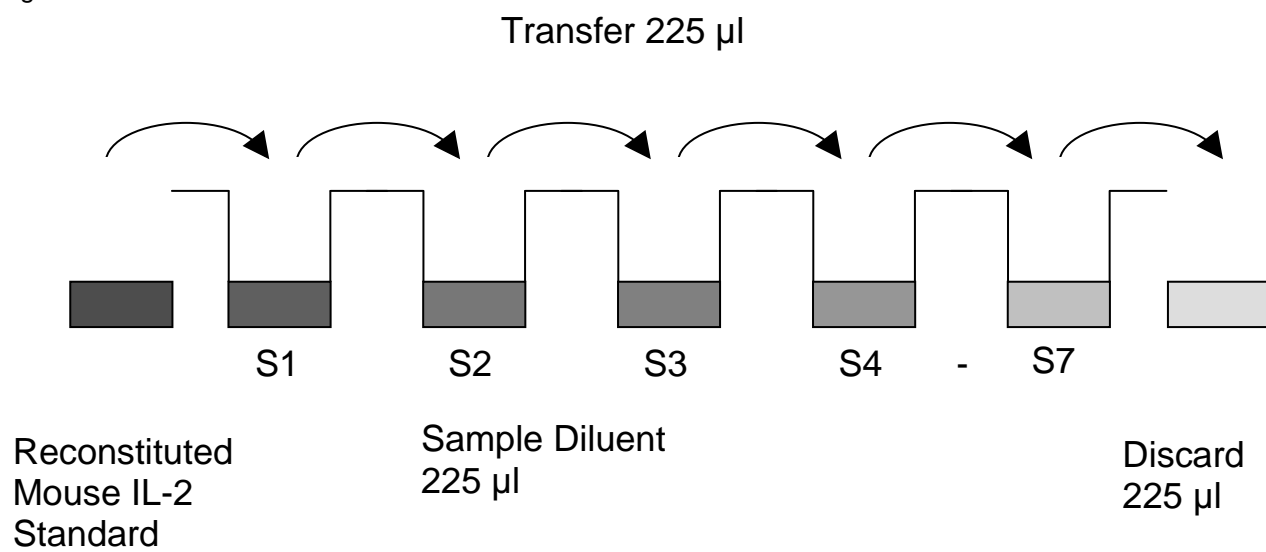 Transfer 225 µl
S1 S2 S3 S4 - S7
Reconstituted
Mouse IL-2
Standard
Sample Diluent
225 µl
Discard
225 µl